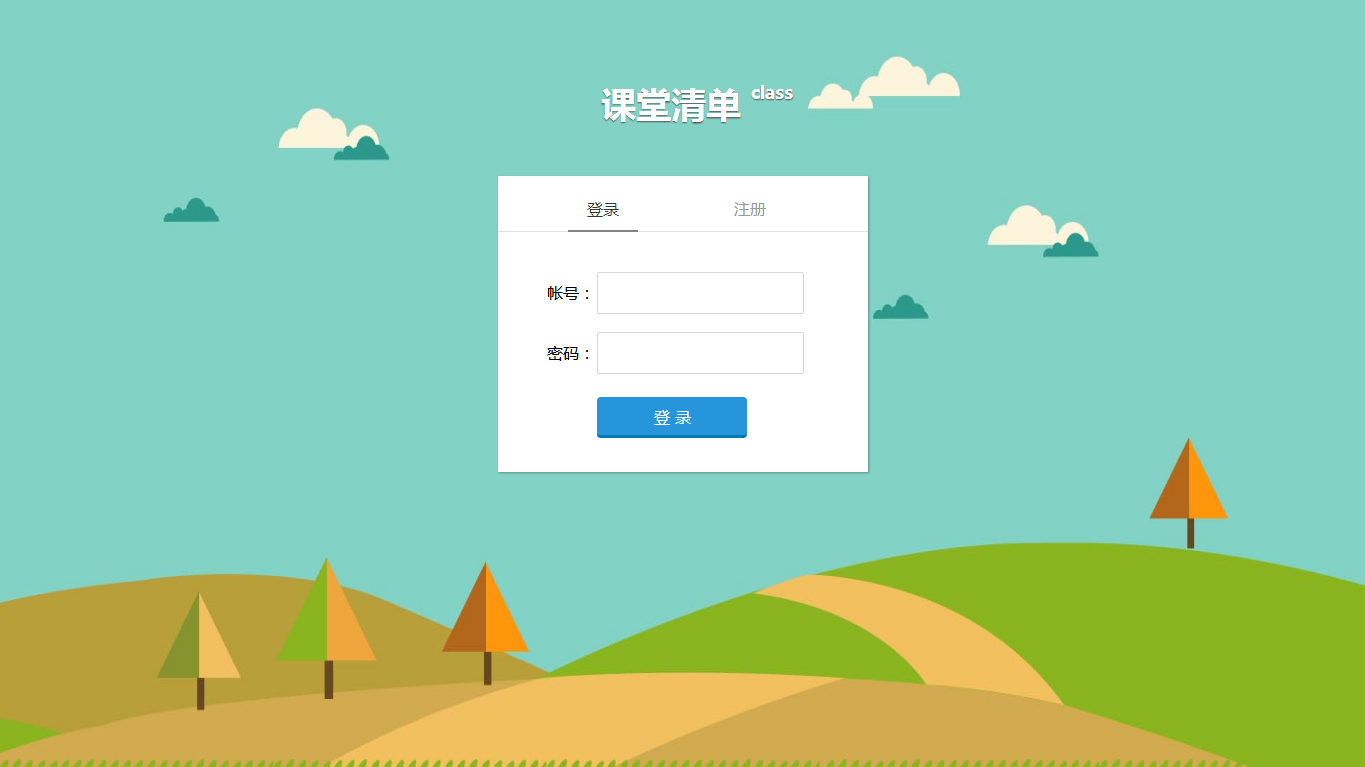 课堂清单 class
登录 注册
帐号：
密码：
登 录